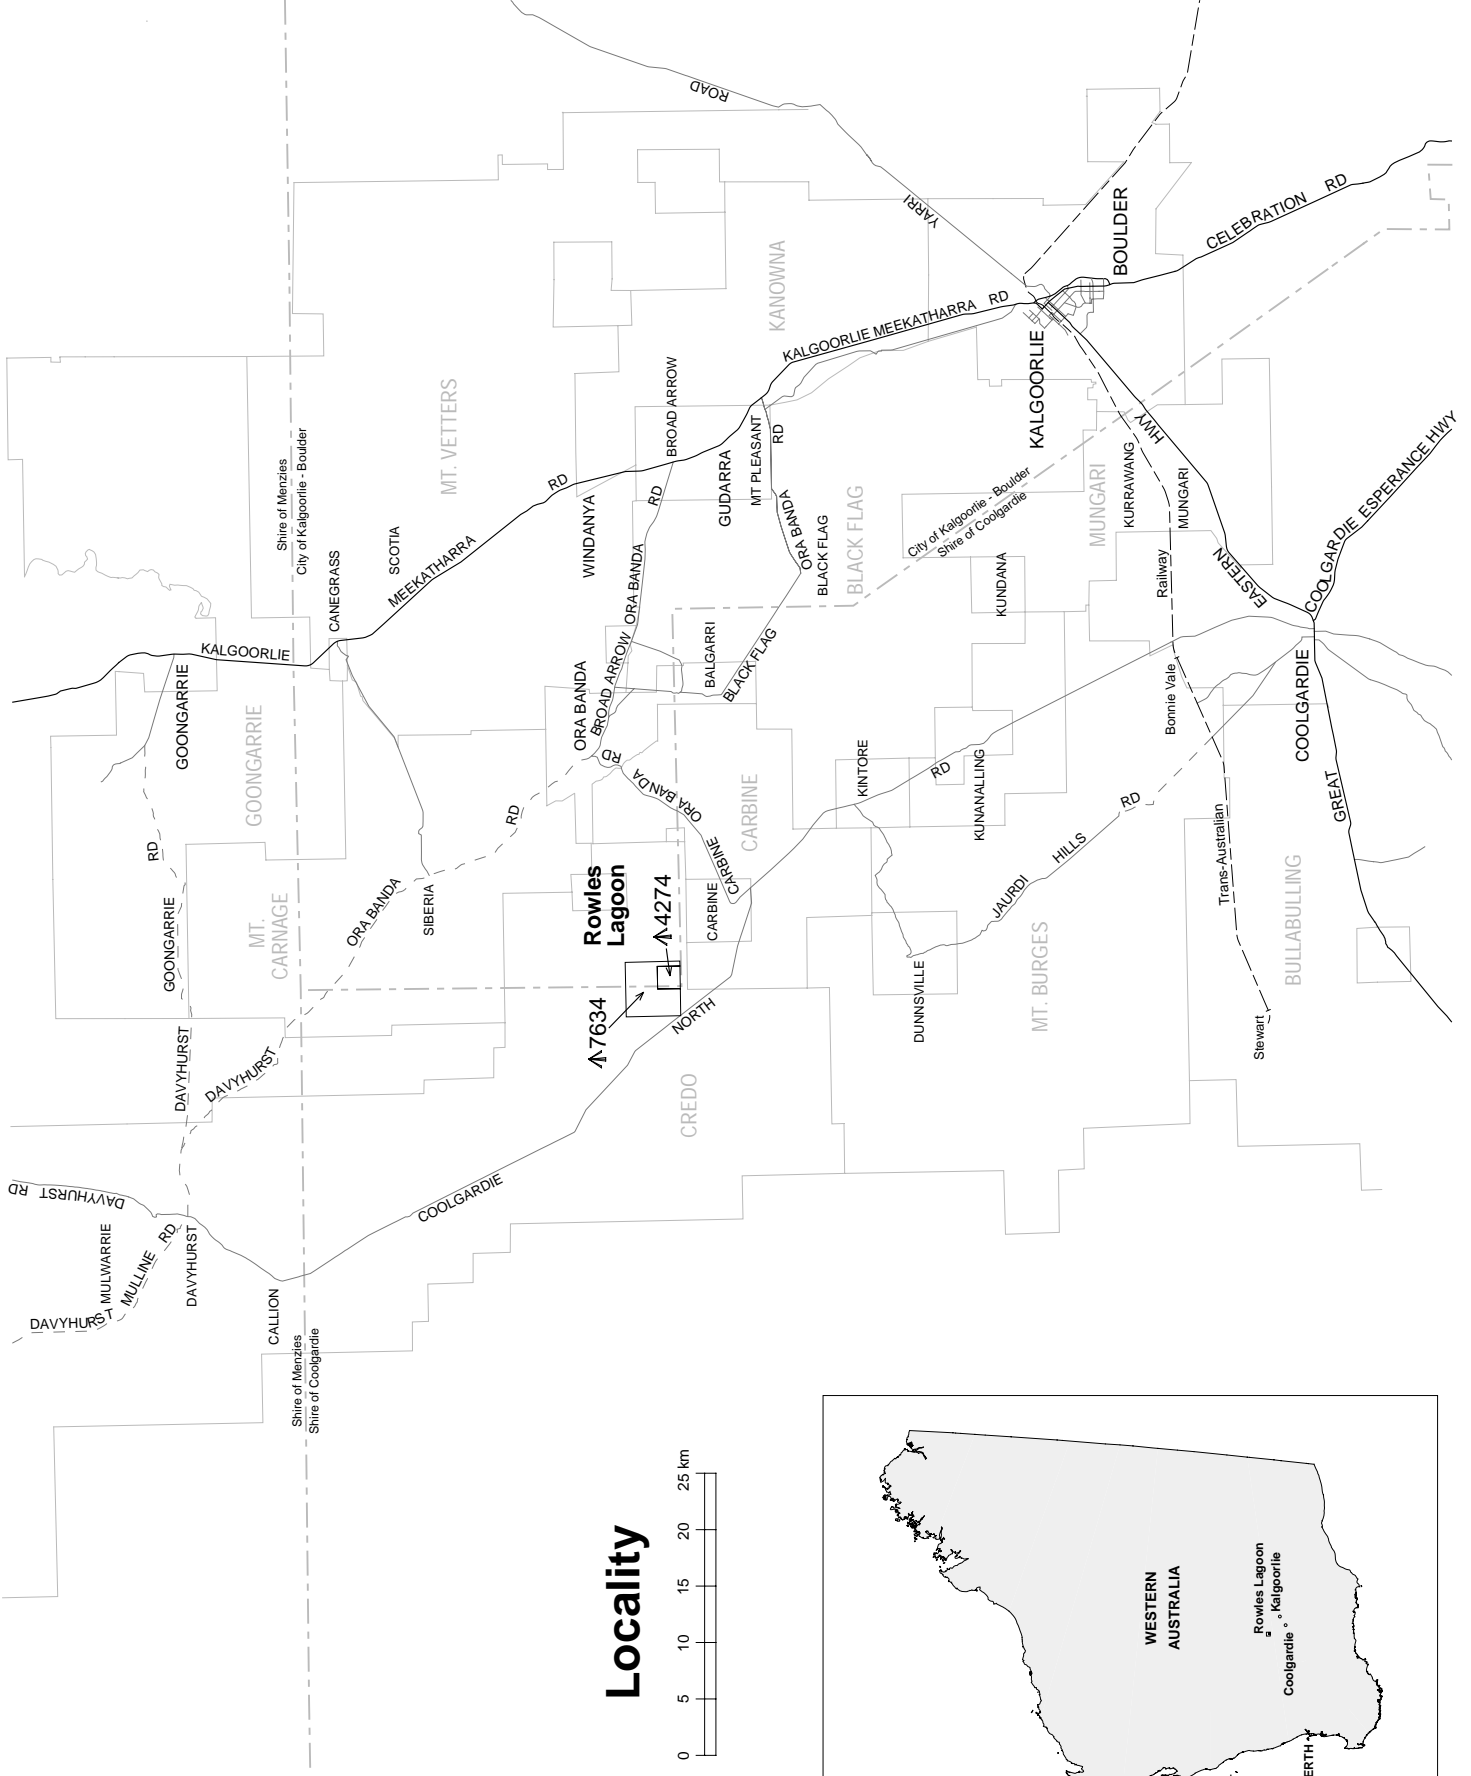 Locality
0 5 10 15 20 25 km
DAVYHURST RD
DAVYHURST
MULLINE RD
MULWARRIE
DAVYHURST
CALLION
Shire of Menzies
Shire of Coolgardie
COOLGARDIE
NORTH
RD
DAVYHURST
DAVYHURST
GOONGARRIE
RD
MT.
CARNAGE
GOONGARRIE
GOONGARRIE
ORA BANDA
RD
SIBERIA
KALGOORLIE
MEEKATHARRA
RD
CANEGRASS
SCOTIA
Shire of Menzies
City of Kalgoorlie - Boulder
MT. VETTERS
WINDANYA
BROAD ARROW
Rowles
Lagoon
7634
4274
CREDO
CARBINE
CARBINE
CARBINE
ORA BANDA
RD
ORA BANDA
BROAD ARROW
ORA BANDA
RD
BALGARRI
BLACK FLAG
ORA BANDA
RD
BLACK FLAG
BLACK FLAG
GUDARRA
MT PLEASANT
KANOWNA
KALGOORLIE MEEKATHARRA RD
YARRI
ROAD
KALGOORLIE
BOULDER
CELEBRATION RD
City of Kalgoorlie - Boulder
Shire of Coolgardie
KINTORE
KUNANALLING
KUNDANA
DUNNSVILLE
JAURDI
HILLS
RD
MT. BURGES
MUNGARI
KURRAWANG
MUNGARI
Stewart
Trans-Australian
Bonnie Vale
Railway
BULLABULLING
GREAT
EASTERN
HWY
COOLGARDIE
COOLGARDIE ESPERANCE HWY
WESTERN
AUSTRALIA
Rowles Lagoon
Kalgoorlie
Coolgardie
ERTH